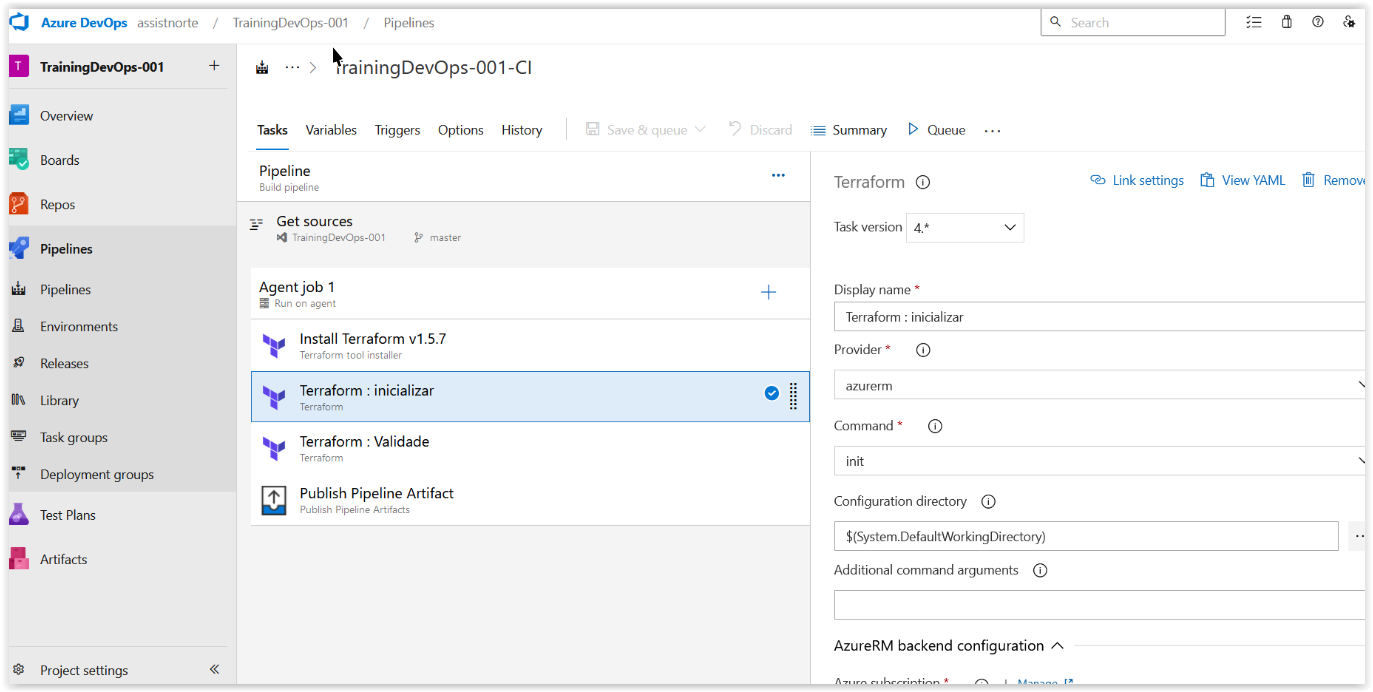 Azure DevOps assistnorte / TrainingDevOps-001 / Pipelines
Search
T TrainingDevOps-001 +
... > TrainingDevOps-001-CI
Overview
Boards
Repos
Pipelines
Pipelines
Environments
Releases
Library
Task groups
Deployment groups
Test Plans
Artifacts
Project settings «
Tasks Variables Triggers Options History Save & queue Discard Summary Queue ...
Pipeline ...
Build pipeline
Get sources
TrainingDevOps-001 master
Agent job 1 +
Run on agent
Install Terraform v1.5.7
Terraform tool installer
Terraform : inicializar
Terraform
Terraform : Validade
Terraform
Publish Pipeline Artifact
Publish Pipeline Artifacts
Terraform Link settings View YAML Remove
Task version 4.*
Display name *
Terraform : inicializar
Provider *
azurerm
Command *
init
Configuration directory
$(System.DefaultWorkingDirectory)
Additional command arguments
AzureRM backend configuration
Azure subscription * | Manage